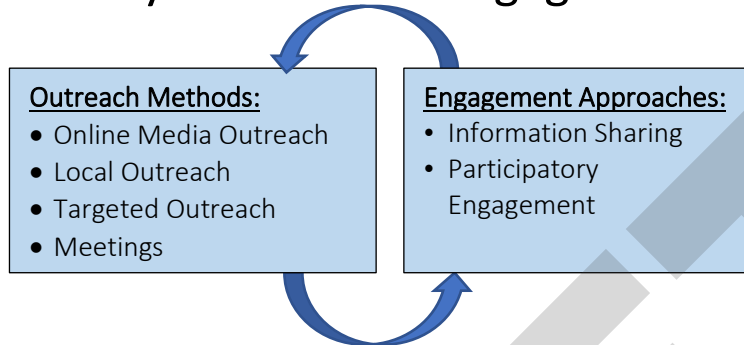 Outreach Methods:
• Online Media Outreach
• Local Outreach
• Targeted Outreach
• Meetings
Engagement Approaches:
• Information Sharing
• Participatory
Engagement